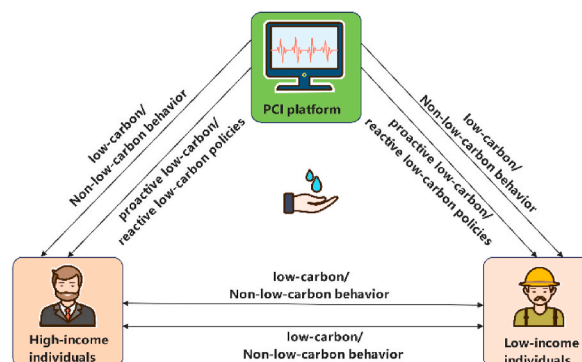 PCI platform
low-carbon/
Non-low-carbon behavior
proactive low-carbon/
reactive low-carbon policies
low-carbon/
Non-low-carbon behavior
proactive low-carbon/
reactive low-carbon policies
High-income
individuals
low-carbon/
Non-low-carbon behavior
low-carbon/
Non-low-carbon behavior
Low-income
individuals